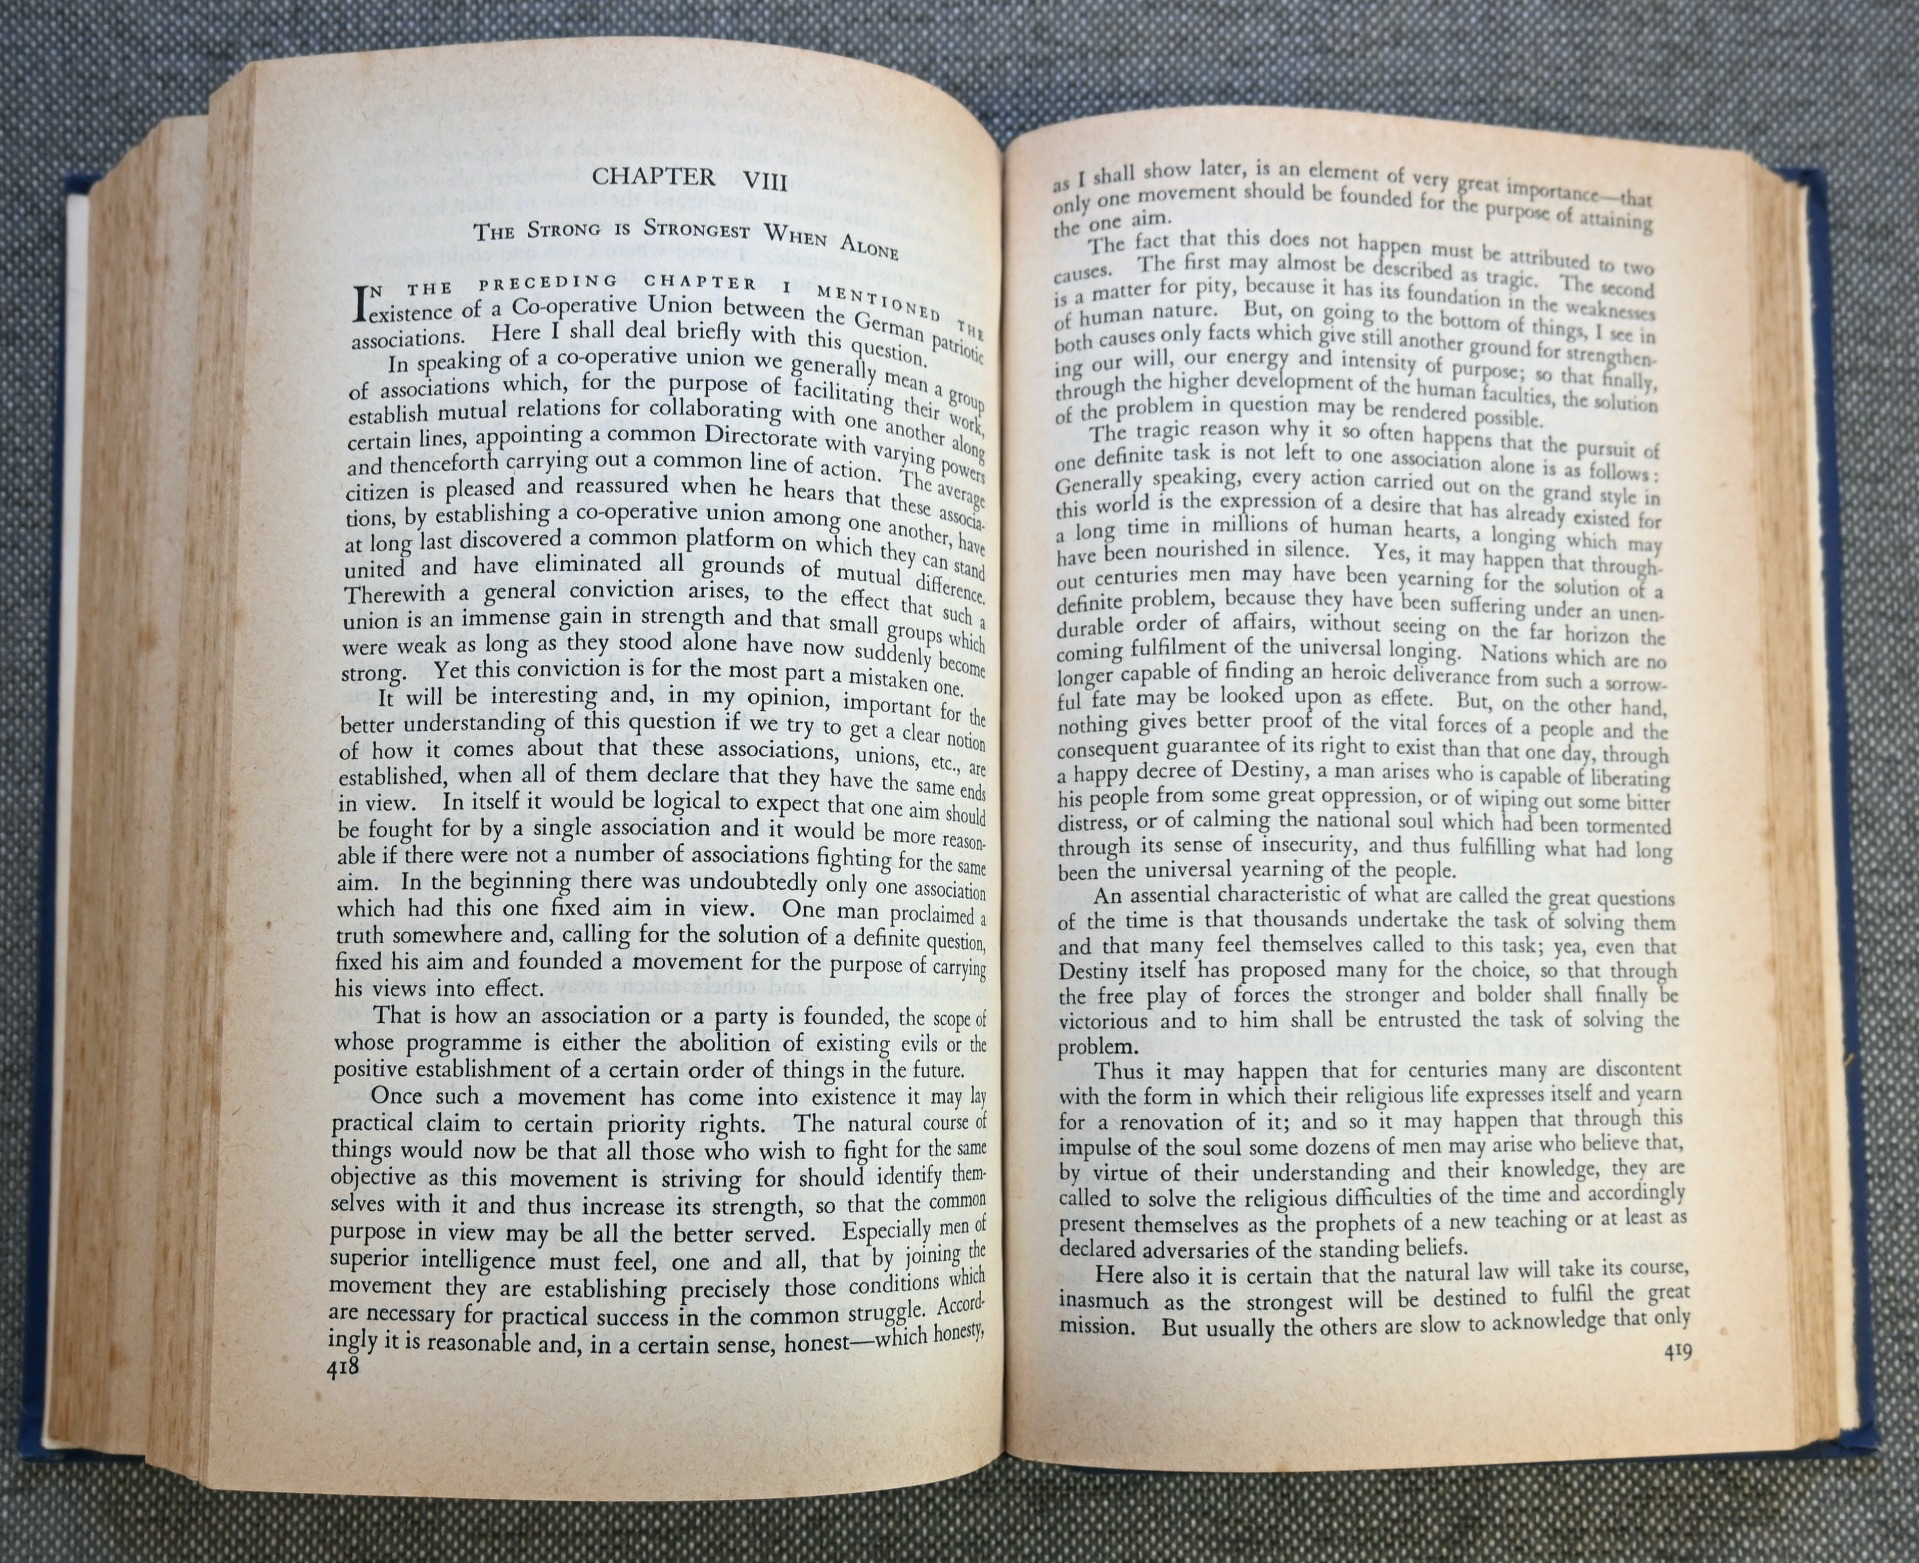 CHAPTER VIII
THE STRONG IS STRONGEST WHEN ALONE
IN THE PRECEDING CHAPTER I MENTIONED THE
existence of a Co-operative Union between the German patriotic
associations. Here I shall deal briefly with this question.
In speaking of a co-operative union we generally mean a group
of associations which, for the purpose of facilitating their work,
establish mutual relations for collaborating with one another along
certain lines, appointing a common Directorate with varying powers
and thenceforth carrying out a common line of action. The average
citizen is pleased and reassured when he hears that these associa-
tions, by establishing a co-operative union among one another, have
at long last discovered a common platform on which they can stand
united and have eliminated all grounds of mutual difference.
Therewith a general conviction arises, to the effect that such a
union is an immense gain in strength and that small groups which
were weak as long as they stood alone have now suddenly become
strong. Yet this conviction is for the most part a mistaken one.
It will be interesting and, in my opinion, important for the
better understanding of this question if we try to get a clear notion
of how it comes about that these associations, unions, etc., are
established, when all of them declare that they have the same ends
in view. In itself it would be logical to expect that one aim should
be fought for by a single association and it would be more reason-
able if there were not a number of associations fighting for the same
aim. In the beginning there was undoubtedly only one association
which had this one fixed aim in view. One man proclaimed a
truth somewhere and, calling for the solution of a definite question,
fixed his aim and founded a movement for the purpose of carrying
his views into effect.
That is how an association or a party is founded, the scope of
whose programme is either the abolition of existing evils or the
positive establishment of a certain order of things in the future.
Once such a movement has come into existence it may lay
practical claim to certain priority rights. The natural course of
things would now be that all those who wish to fight for the same
objective as this movement is striving for should identify them-
selves with it and thus increase its strength, so that the common
purpose in view may be all the better served. Especially men of
superior intelligence must feel, one and all, that by joining the
movement they are establishing precisely those conditions which
are necessary for practical success in the common struggle. Accord-
ingly it is reasonable and, in a certain sense, honest—which honesty,
418
as I shall show later, is an element of very great importance—that
only one movement should be founded for the purpose of attaining
the one aim.
The fact that this does not happen must be attributed to two
causes. The first may almost be described as tragic. The second
is a matter for pity, because it has its foundation in the weaknesses
of human nature. But, on going to the bottom of things, I see in
both causes only facts which give still another ground for strengthen-
ing our will, our energy and intensity of purpose; so that finally,
through the higher development of the human faculties, the solution
of the problem in question may be rendered possible.
The tragic reason why it so often happens that the pursuit of
one definite task is not left to one association alone is as follows:
Generally speaking, every action carried out on the grand style in
this world is the expression of a desire that has already existed for
a long time in millions of human hearts, a longing which may
have been nourished in silence. Yes, it may happen that through-
out centuries men may have been yearning for the solution of a
definite problem, because they have been suffering under an unen-
durable order of affairs, without seeing on the far horizon the
coming fulfilment of the universal longing. Nations which are no
longer capable of finding an heroic deliverance from such a sorrow-
ful fate may be looked upon as effete. But, on the other hand,
nothing gives better proof of the vital forces of a people and the
consequent guarantee of its right to exist than that one day, through
a happy decree of Destiny, a man arises who is capable of liberating
his people from some great oppression, or of wiping out some bitter
distress, or of calming the national soul which had been tormented
through its sense of insecurity, and thus fulfilling what had long
been the universal yearning of the people.
An assential characteristic of what are called the great questions
of the time is that thousands undertake the task of solving them
and that many feel themselves called to this task; yea, even that
Destiny itself has proposed many for the choice, so that through
the free play of forces the stronger and bolder shall finally be
victorious and to him shall be entrusted the task of solving the
problem.
Thus it may happen that for centuries many are discontent
with the form in which their religious life expresses itself and yearn
for a renovation of it; and so it may happen that through this
impulse of the soul some dozens of men may arise who believe that,
by virtue of their understanding and their knowledge, they are
called to solve the religious difficulties of the time and accordingly
present themselves as the prophets of a new teaching or at least as
declared adversaries of the standing beliefs.
Here also it is certain that the natural law will take its course,
inasmuch as the strongest will be destined to fulfil the great
mission. But usually the others are slow to acknowledge that only
419